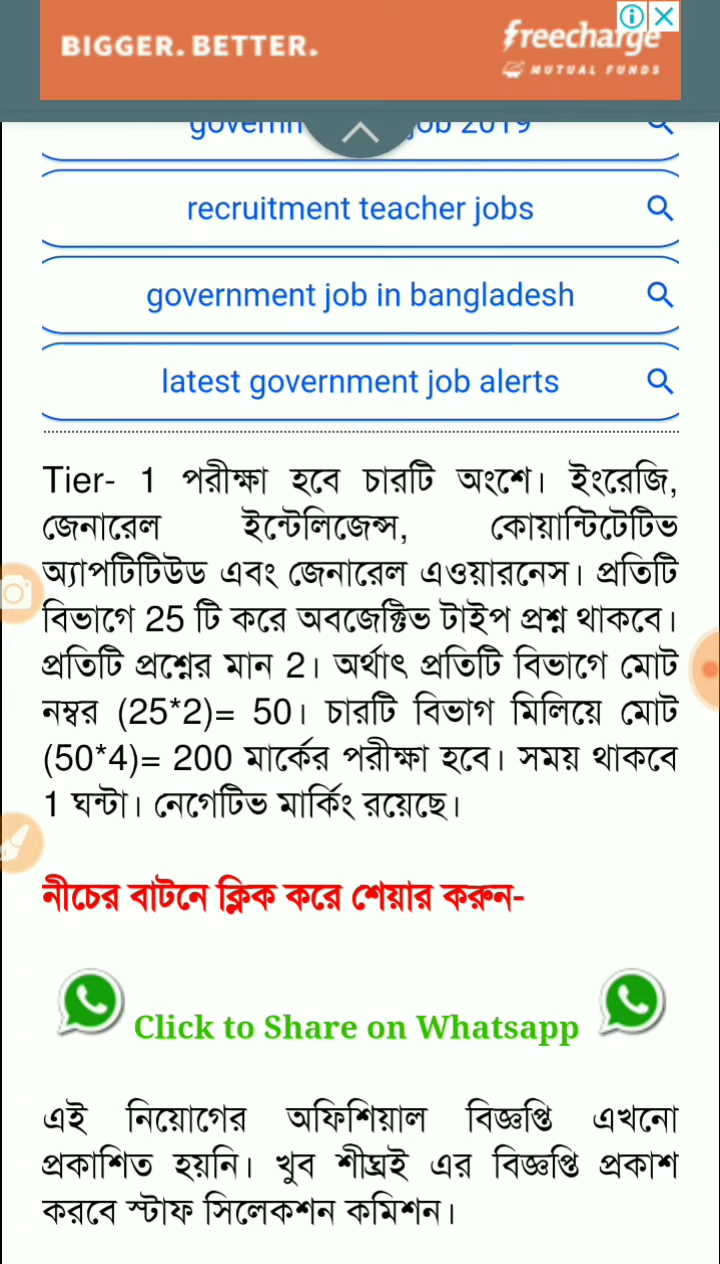 BIGGER. BETTER.
freecharge
MUTUAL FUNDS
job 2019
recruitment teacher jobs
government job in bangladesh
latest government job alerts
Tier- 1 পরীক্ষা হবে চারটি অংশে। ইংরেজি,
জেনারেল ইন্টেলিজেন্স, কোয়ান্টিটেটিভ
অ্যাপটিটিউড এবং জেনারেল এওয়ারনেস। প্রতিটি
বিভাগে 25 টি করে অবজেক্টিভ টাইপ প্রশ্ন থাকবে।
প্রতিটি প্রশ্নের মান 2। অর্থাৎ প্রতিটি বিভাগে মোট
নম্বর (25*2)= 50। চারটি বিভাগ মিলিয়ে মোট
(50*4)= 200 মার্কের পরীক্ষা হবে। সময় থাকবে
1 ঘন্টা। নেগেটিভ মার্কিং রয়েছে।
নীচের বাটনে ক্লিক করে শেয়ার করুন-
Click to Share on Whatsapp
এই নিয়োগের অফিশিয়াল বিজ্ঞপ্তি এখনো
প্রকাশিত হয়নি। খুব শীঘ্রই এর বিজ্ঞপ্তি প্রকাশ
করবে স্টাফ সিলেকশন কমিশন।